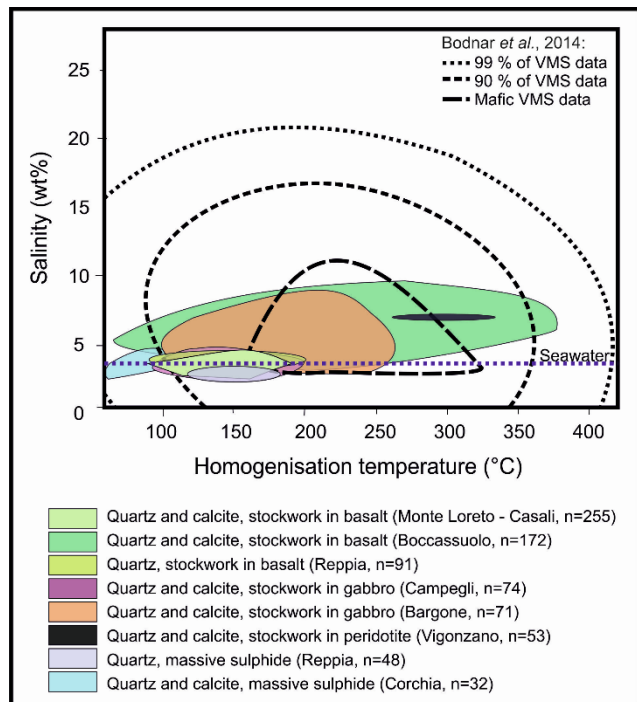 Bodnar et al., 2014:
99 % of VMS data
90 % of VMS data
Mafic VMS data
25
20
15
10
5
0
Salinity (wt%)
Seawater
100 150 200 250 300 350 400
Homogenisation temperature (°C)
Quartz and calcite, stockwork in basalt (Monte Loreto - Casali, n=255)
Quartz and calcite, stockwork in basalt (Boccassuolo, n=172)
Quartz, stockwork in basalt (Reppia, n=91)
Quartz and calcite, stockwork in gabbro (Campegli, n=74)
Quartz and calcite, stockwork in gabbro (Bargone, n=71)
Quartz and calcite, stockwork in peridotite (Vigonzano, n=53)
Quartz, massive sulphide (Reppia, n=48)
Quartz and calcite, massive sulphide (Corchia, n=32)